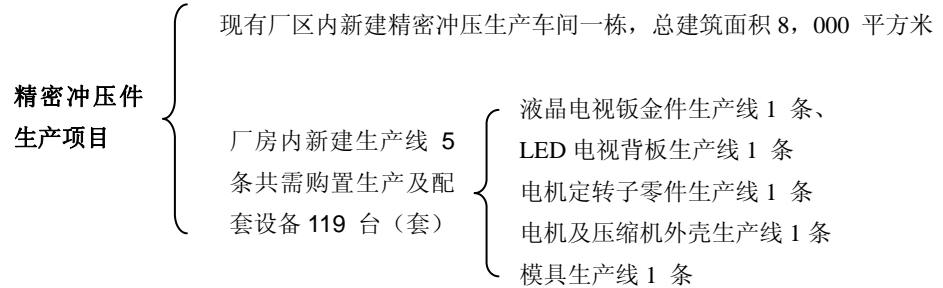 现有厂区内新建精密冲压生产车间一栋，总建筑面积 8，000 平方米
精密冲压件
生产项目
厂房内新建生产线 5
条共需购置生产及配
套设备 119 台（套）
液晶电视钣金件生产线 1 条、
LED 电视背板生产线 1 条
电机定转子零件生产线 1 条
电机及压缩机外壳生产线 1 条
模具生产线 1 条